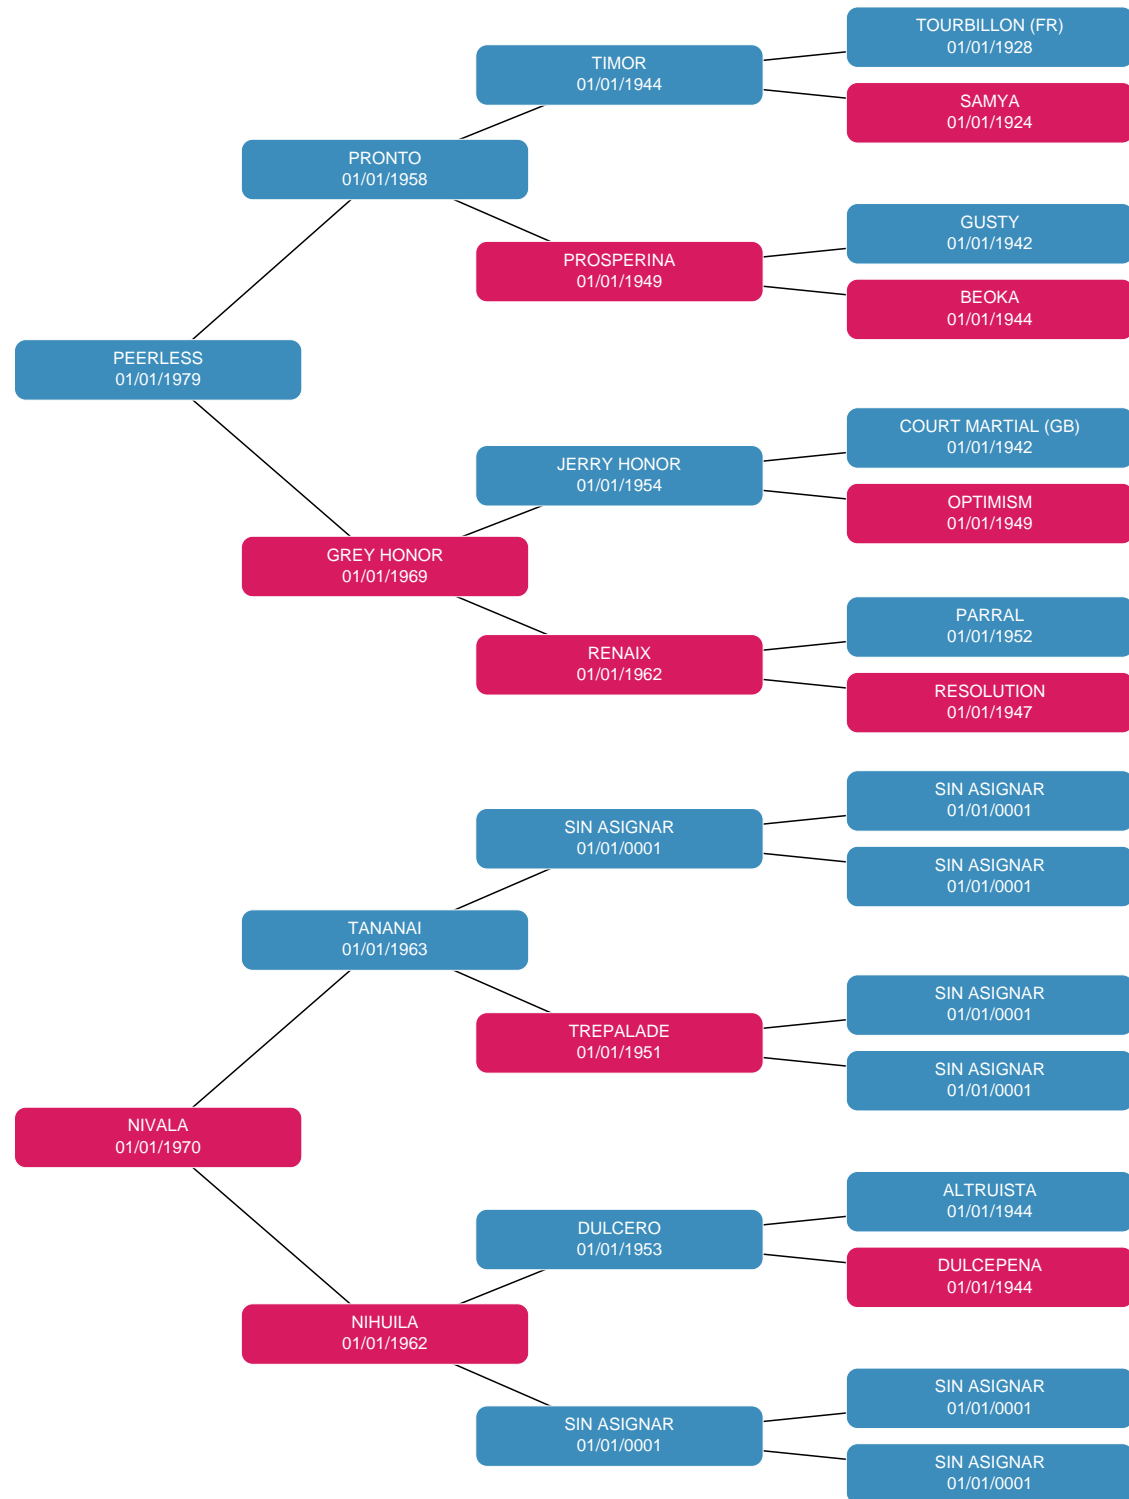 TOURBILLON (FR)
01/01/1928
TIMOR
01/01/1944
SAMYA
01/01/1924
PRONTO
01/01/1958
GUSTY
01/01/1942
PROSPERINA
01/01/1949
BEOKA
01/01/1944
PEERLESS
01/01/1979
COURT MARTIAL (GB)
01/01/1942
JERRY HONOR
01/01/1954
OPTIMISM
01/01/1949
GREY HONOR
01/01/1969
PARRAL
01/01/1952
RENAIX
01/01/1962
RESOLUTION
01/01/1947
SIN ASIGNAR
01/01/0001
SIN ASIGNAR
01/01/0001
SIN ASIGNAR
01/01/0001
TANANAI
01/01/1963
SIN ASIGNAR
01/01/0001
TREPALADE
01/01/1951
SIN ASIGNAR
01/01/0001
NIVALA
01/01/1970
ALTRUISTA
01/01/1944
DULCERO
01/01/1953
DULCEPENA
01/01/1944
NIHUILA
01/01/1962
SIN ASIGNAR
01/01/0001
SIN ASIGNAR
01/01/0001
SIN ASIGNAR
01/01/0001